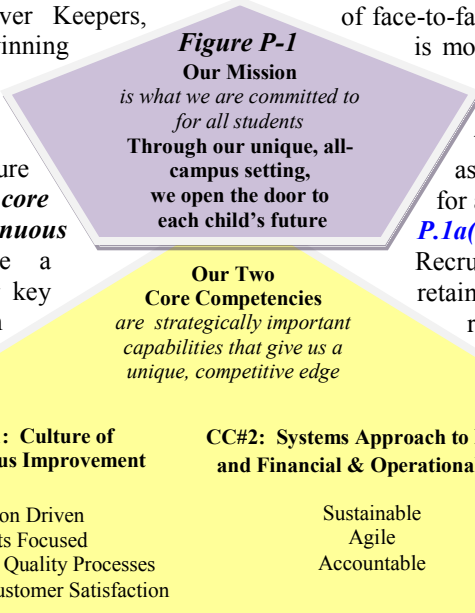 ver Keepers,
inning
of face-to-fa
is mo
Figure P-1
Our Mission
is what we are committed to
for all students
Through our unique, all-
campus setting,
we open the door to
each child's future
ure
core
nuous
e a
key
as
for
P.1a(
Recru
retain
r
Our Two
Core Competencies
are strategically important
capabilities that give us a
unique, competitive edge
: Culture of
us Improvement
on Driven
ts Focused
Quality Processes
ustomer Satisfaction
CC#2: Systems Approach to
and Financial & Operational
Sustainable
Agile
Accountable